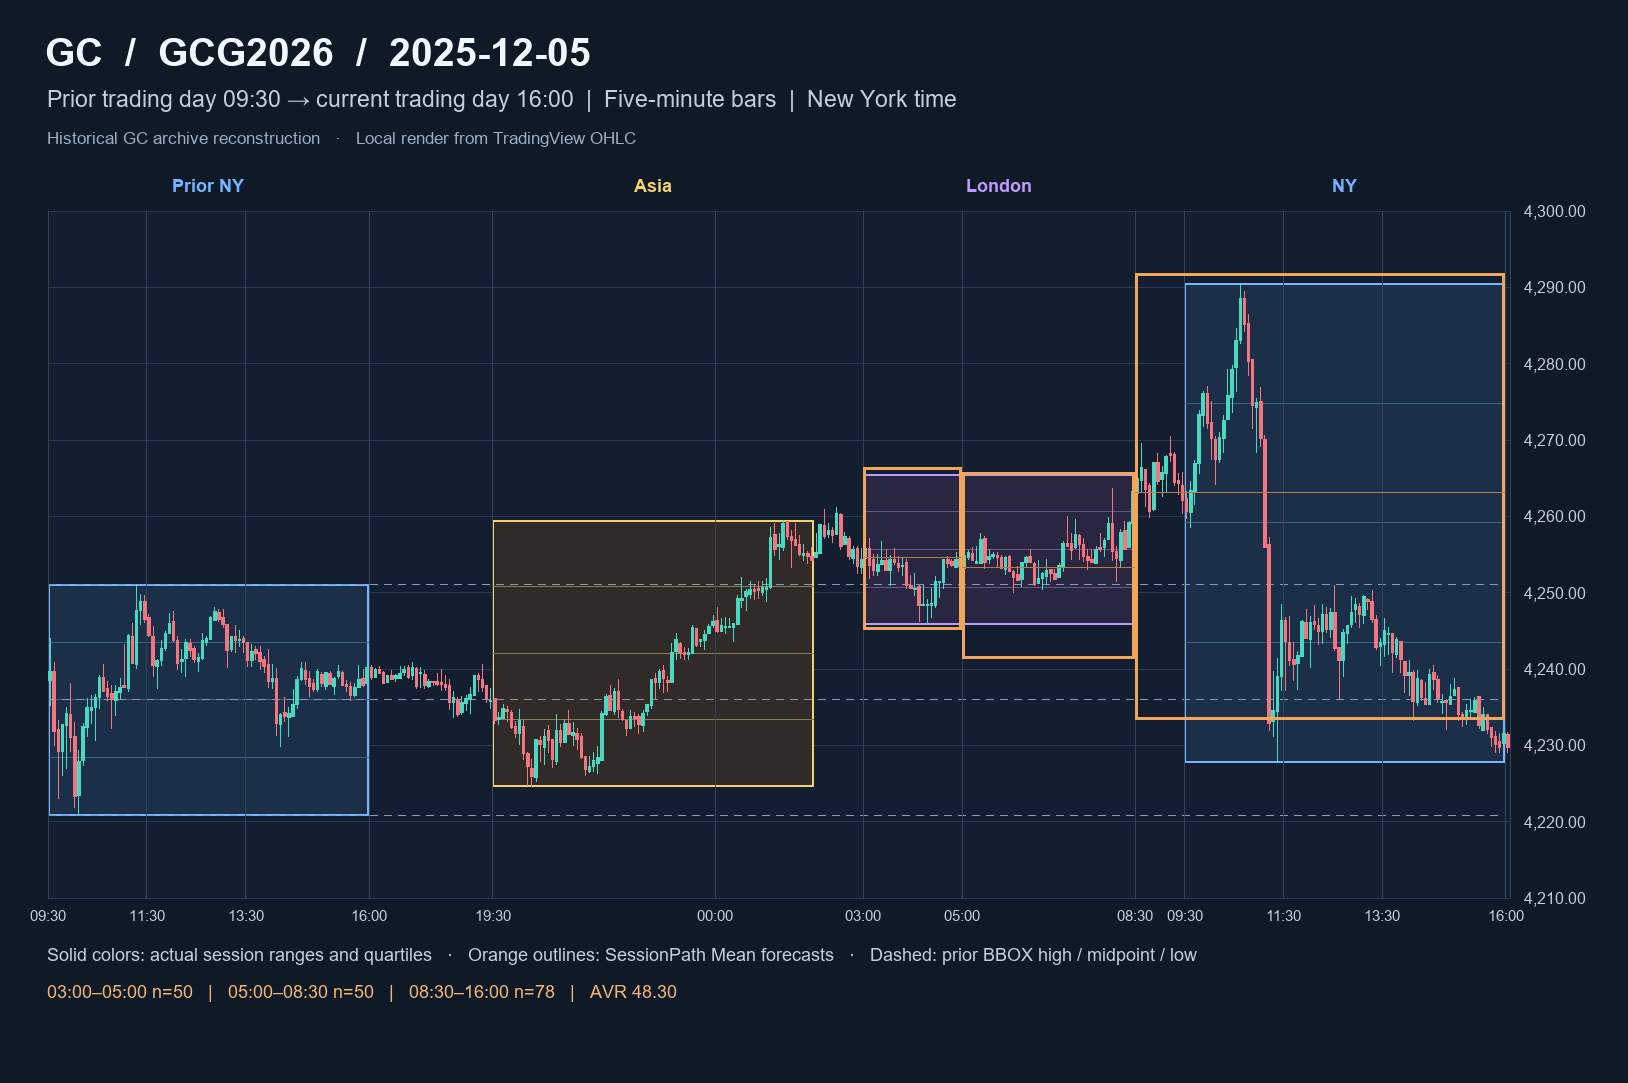 GC / GCG2026 / 2025-12-05
Prior trading day 09:30 → current trading day 16:00 | Five-minute bars | New York time
Historical GC archive reconstruction · Local render from TradingView OHLC
Prior NY Asia London NY
4,300.00
4,290.00
4,280.00
4,270.00
4,260.00
4,250.00
4,240.00
4,230.00
4,220.00
4,210.00
09:30 11:30 13:30 16:00 19:30 00:00 03:00 05:00 08:30 09:30 11:30 13:30 16:00
Solid colors: actual session ranges and quartiles · Orange outlines: SessionPath Mean forecasts · Dashed: prior BBOX high / midpoint / low
03:00–05:00 n=50 | 05:00–08:30 n=50 | 08:30–16:00 n=78 | AVR 48.30